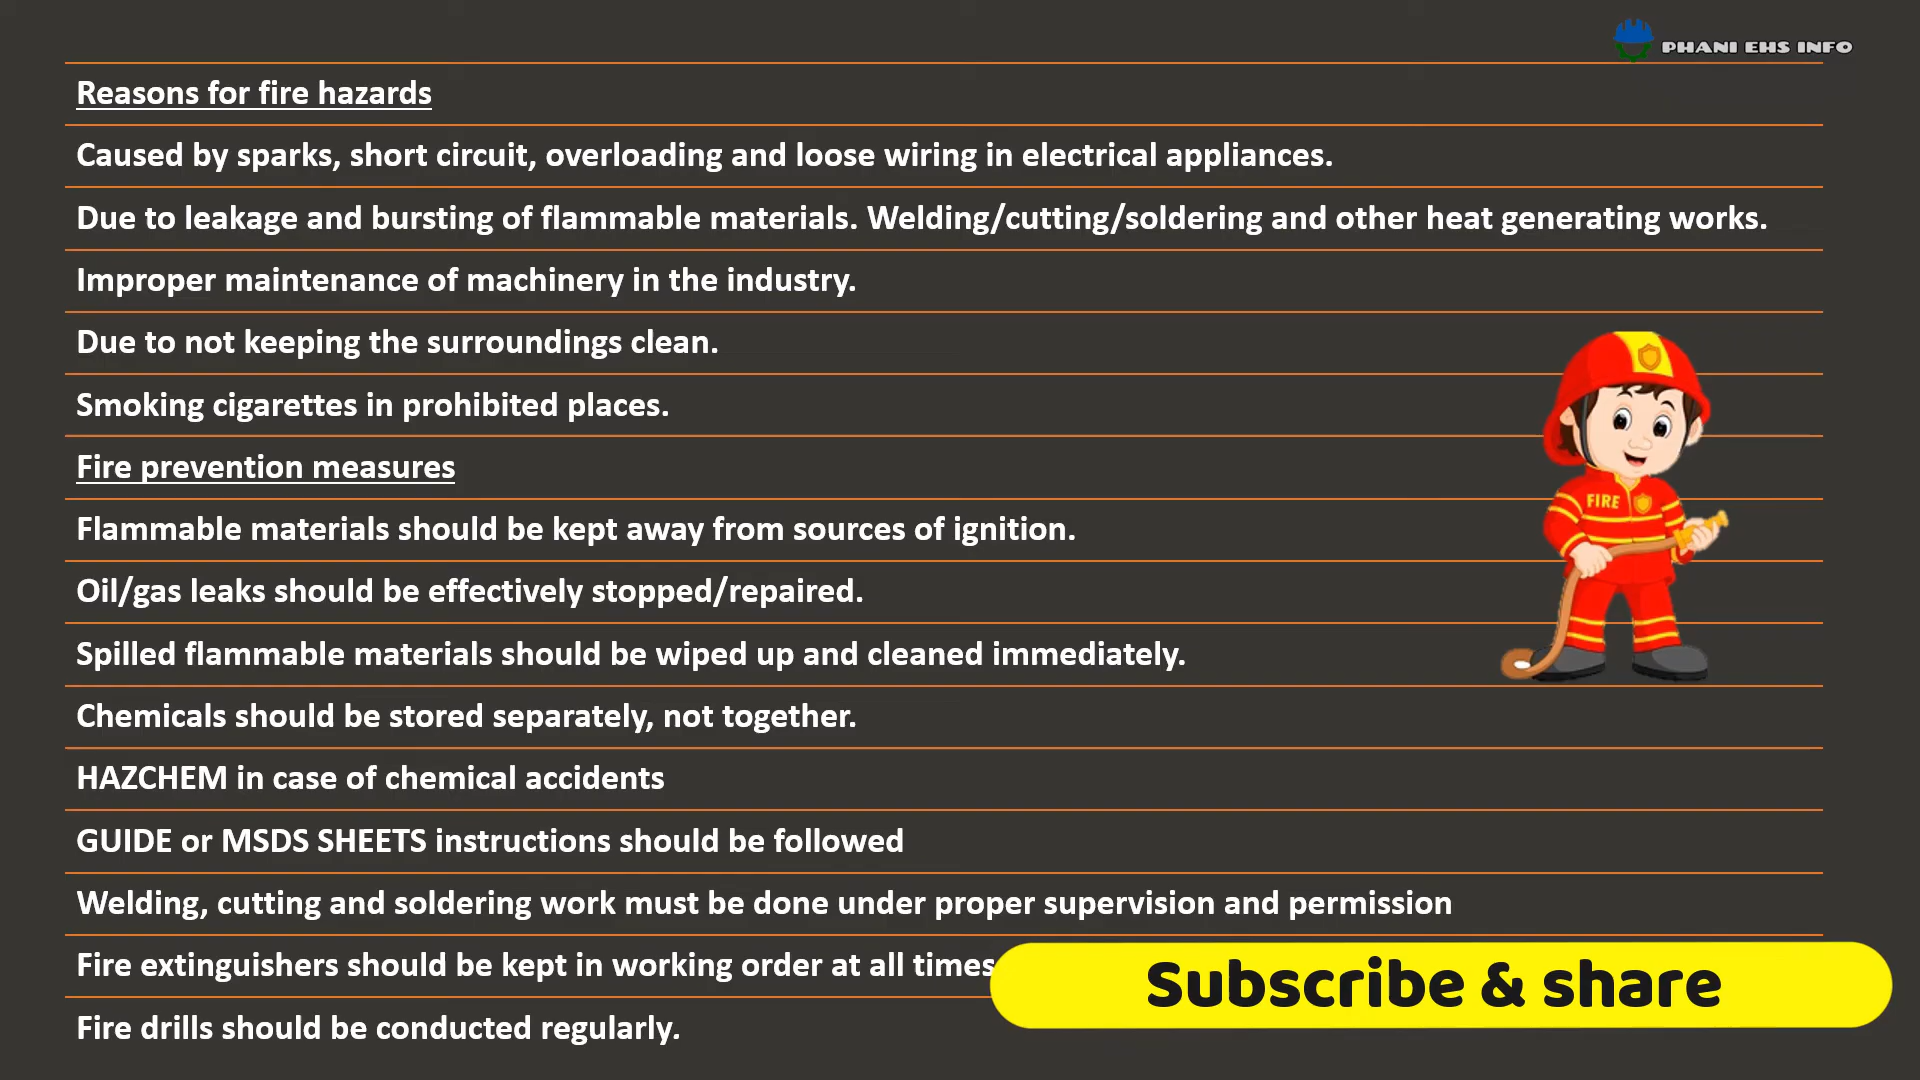 PHANI EHS INFO
Reasons for fire hazards
Caused by sparks, short circuit, overloading and loose wiring in electrical appliances.
Due to leakage and bursting of flammable materials. Welding/cutting/soldering and other heat generating works.
Improper maintenance of machinery in the industry.
Due to not keeping the surroundings clean.
Smoking cigarettes in prohibited places.
Fire prevention measures
Flammable materials should be kept away from sources of ignition.
FIRE
Oil/gas leaks should be effectively stopped/repaired.
Spilled flammable materials should be wiped up and cleaned immediately.
Chemicals should be stored separately, not together.
HAZCHEM in case of chemical accidents
GUIDE or MSDS SHEETS instructions should be followed
Welding, cutting and soldering work must be done under proper supervision and permission
Fire extinguishers should be kept in working order at all times
Subscribe & share
Fire drills should be conducted regularly.